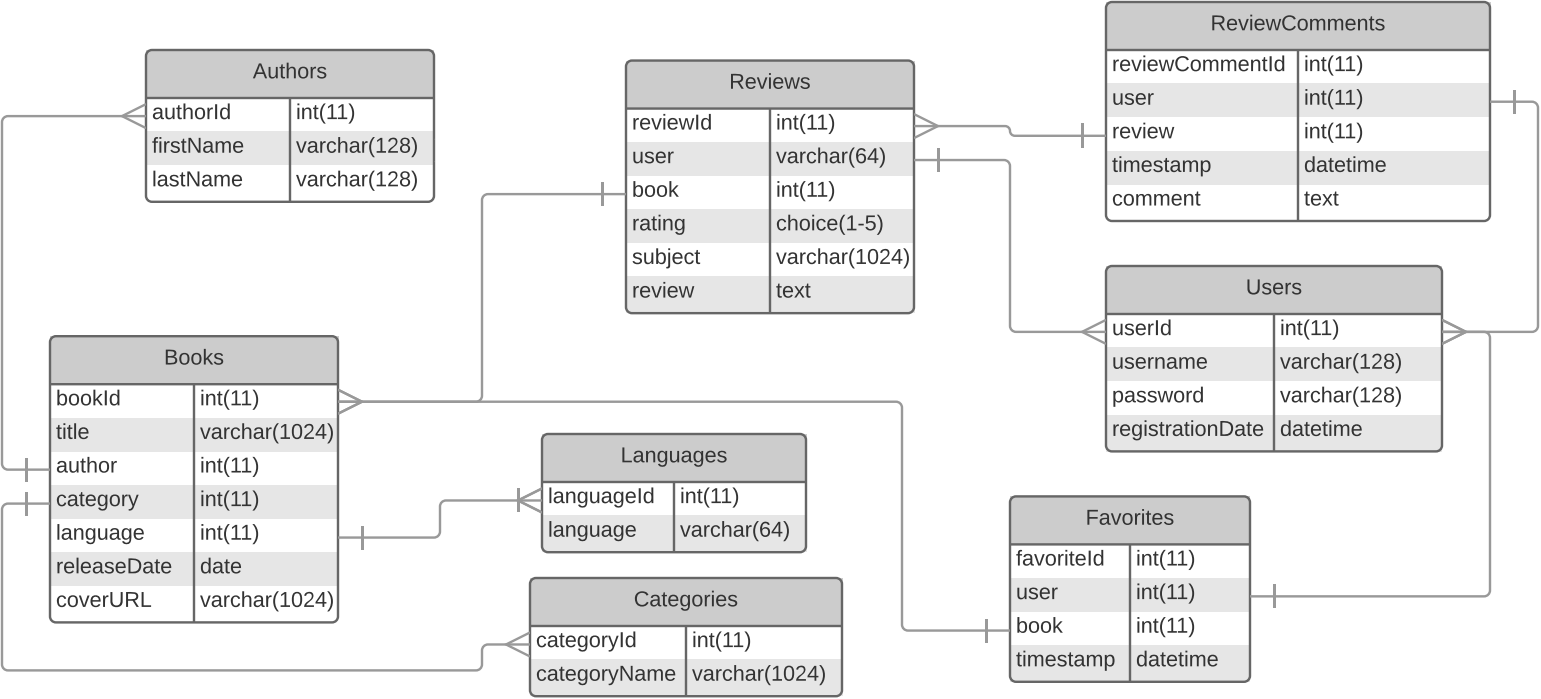 ReviewComments
reviewCommentId int(11)
user int(11)
review int(11)
timestamp datetime
comment text
Authors
authorId int(11)
firstName varchar(128)
lastName varchar(128)
Reviews
reviewId int(11)
user varchar(64)
book int(11)
rating choice(1-5)
subject varchar(1024)
review text
Users
userId int(11)
username varchar(128)
password varchar(128)
registrationDate datetime
Books
bookId int(11)
title varchar(1024)
author int(11)
category int(11)
language int(11)
releaseDate date
coverURL varchar(1024)
Languages
languageId int(11)
language varchar(64)
Favorites
favoriteId int(11)
user int(11)
book int(11)
timestamp datetime
Categories
categoryId int(11)
categoryName varchar(1024)